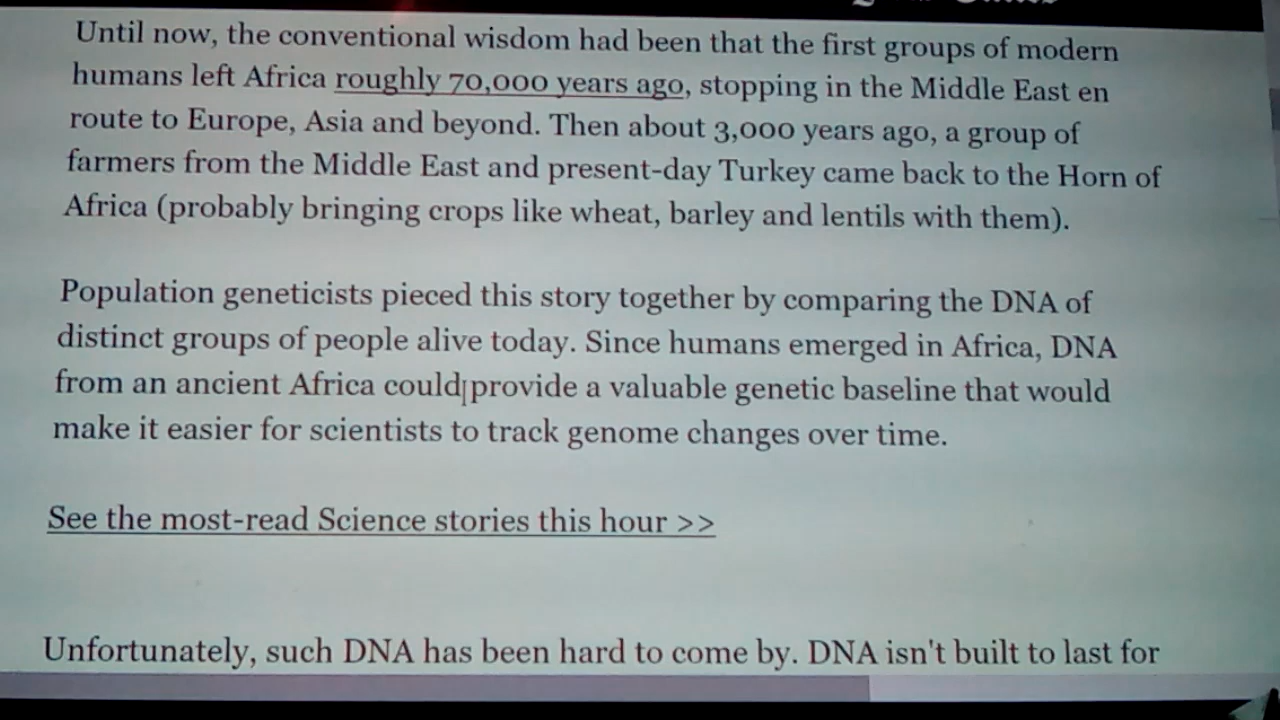 Until now, the conventional wisdom had been that the first groups of modern
humans left Africa roughly 70,000 years ago, stopping in the Middle East en
route to Europe, Asia and beyond. Then about 3,000 years ago, a group of
farmers from the Middle East and present-day Turkey came back to the Horn of
Africa (probably bringing crops like wheat, barley and lentils with them).
Population geneticists pieced this story together by comparing the DNA of
distinct groups of people alive today. Since humans emerged in Africa, DNA
from an ancient Africa could provide a valuable genetic baseline that would
make it easier for scientists to track genome changes over time.
See the most-read Science stories this hour >>
Unfortunately, such DNA has been hard to come by. DNA isn't built to last for